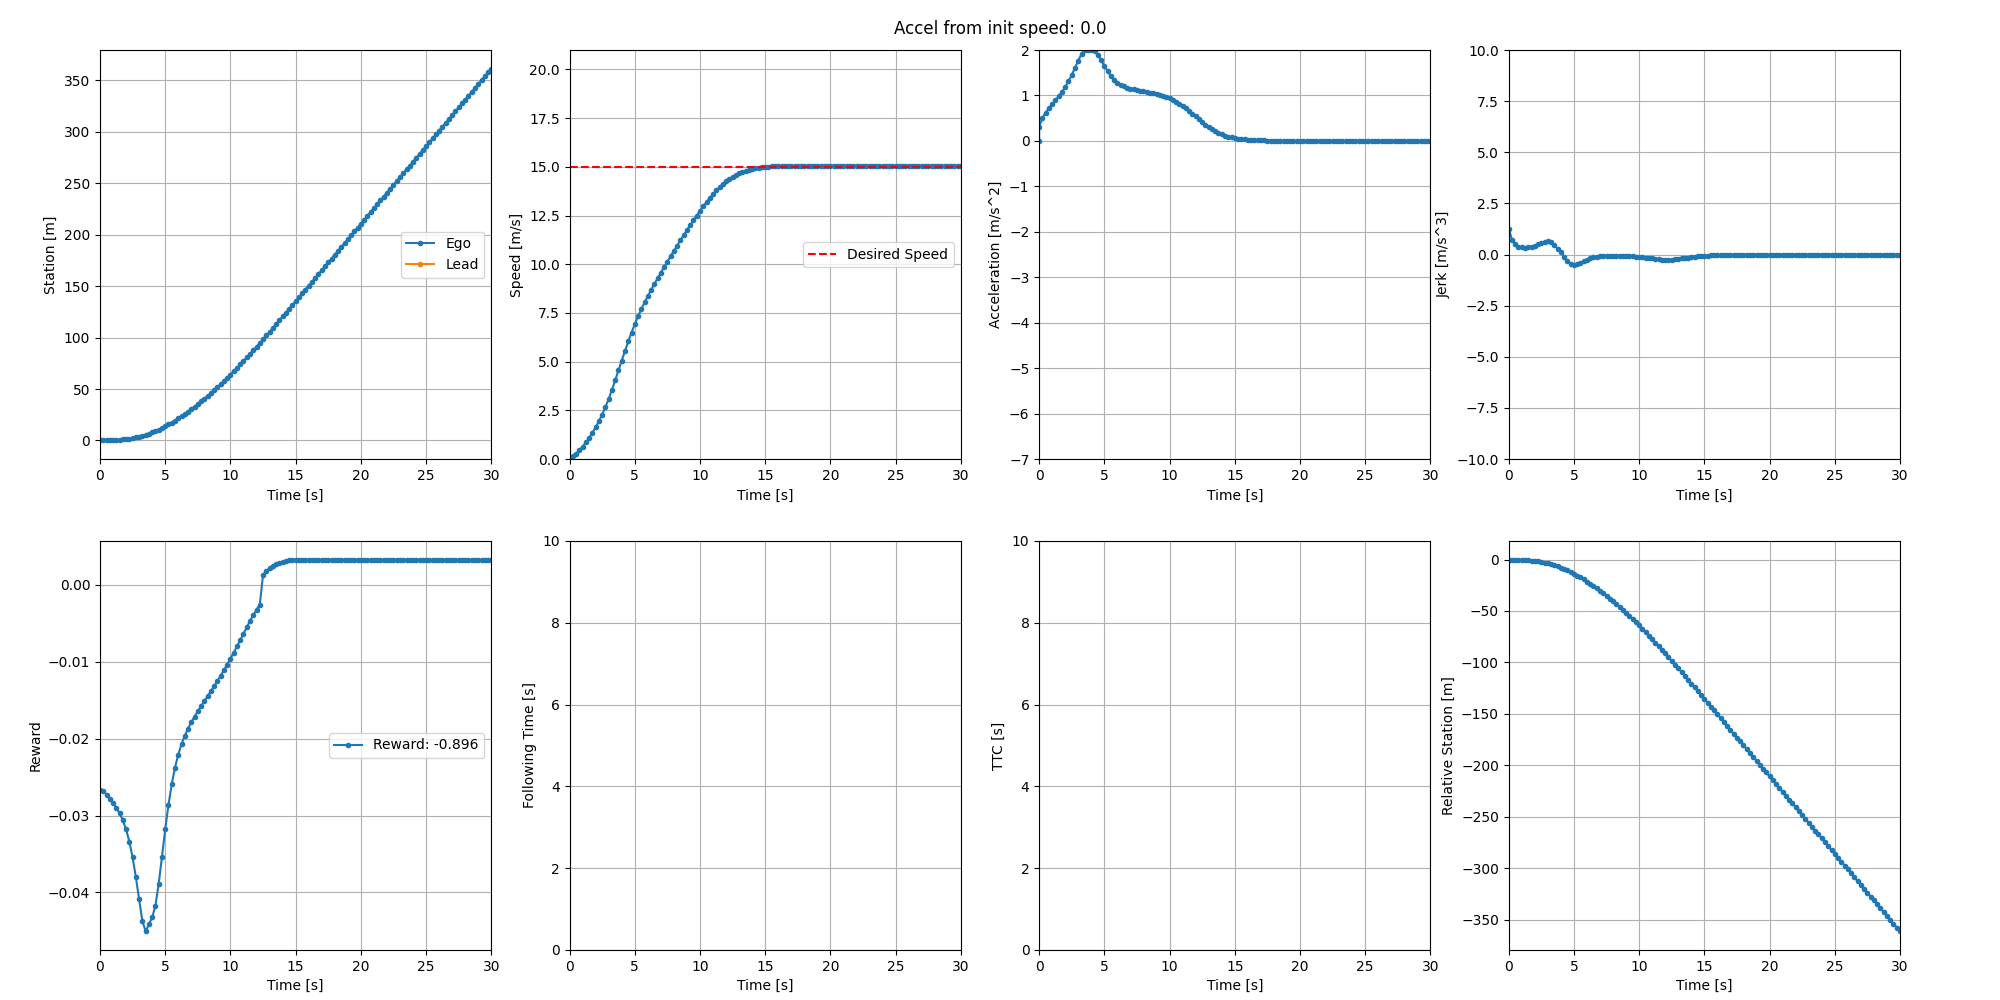 Accel from init speed: 0.0
350
300
250
200
150
100
50
0
Station [m]
Ego
Lead
0 5 10 15 20 25 30
Time [s]
20.0
17.5
15.0
12.5
10.0
7.5
5.0
2.5
0.0
Speed [m/s]
Desired Speed
0 5 10 15 20 25 30
Time [s]
2
1
0
−1
−2
−3
−4
−5
−6
−7
Acceleration [m/s^2]
0 5 10 15 20 25 30
Time [s]
10.0
7.5
5.0
2.5
0.0
−2.5
−5.0
−7.5
−10.0
Jerk [m/s^3]
0 5 10 15 20 25 30
Time [s]
0.00
−0.01
−0.02
−0.03
−0.04
Reward
Reward: -0.896
0 5 10 15 20 25 30
Time [s]
10
8
6
4
2
0
Following Time [s]
0 5 10 15 20 25 30
Time [s]
10
8
6
4
2
0
TTC [s]
0 5 10 15 20 25 30
Time [s]
0
−50
−100
−150
−200
−250
−300
−350
Relative Station [m]
0 5 10 15 20 25 30
Time [s]